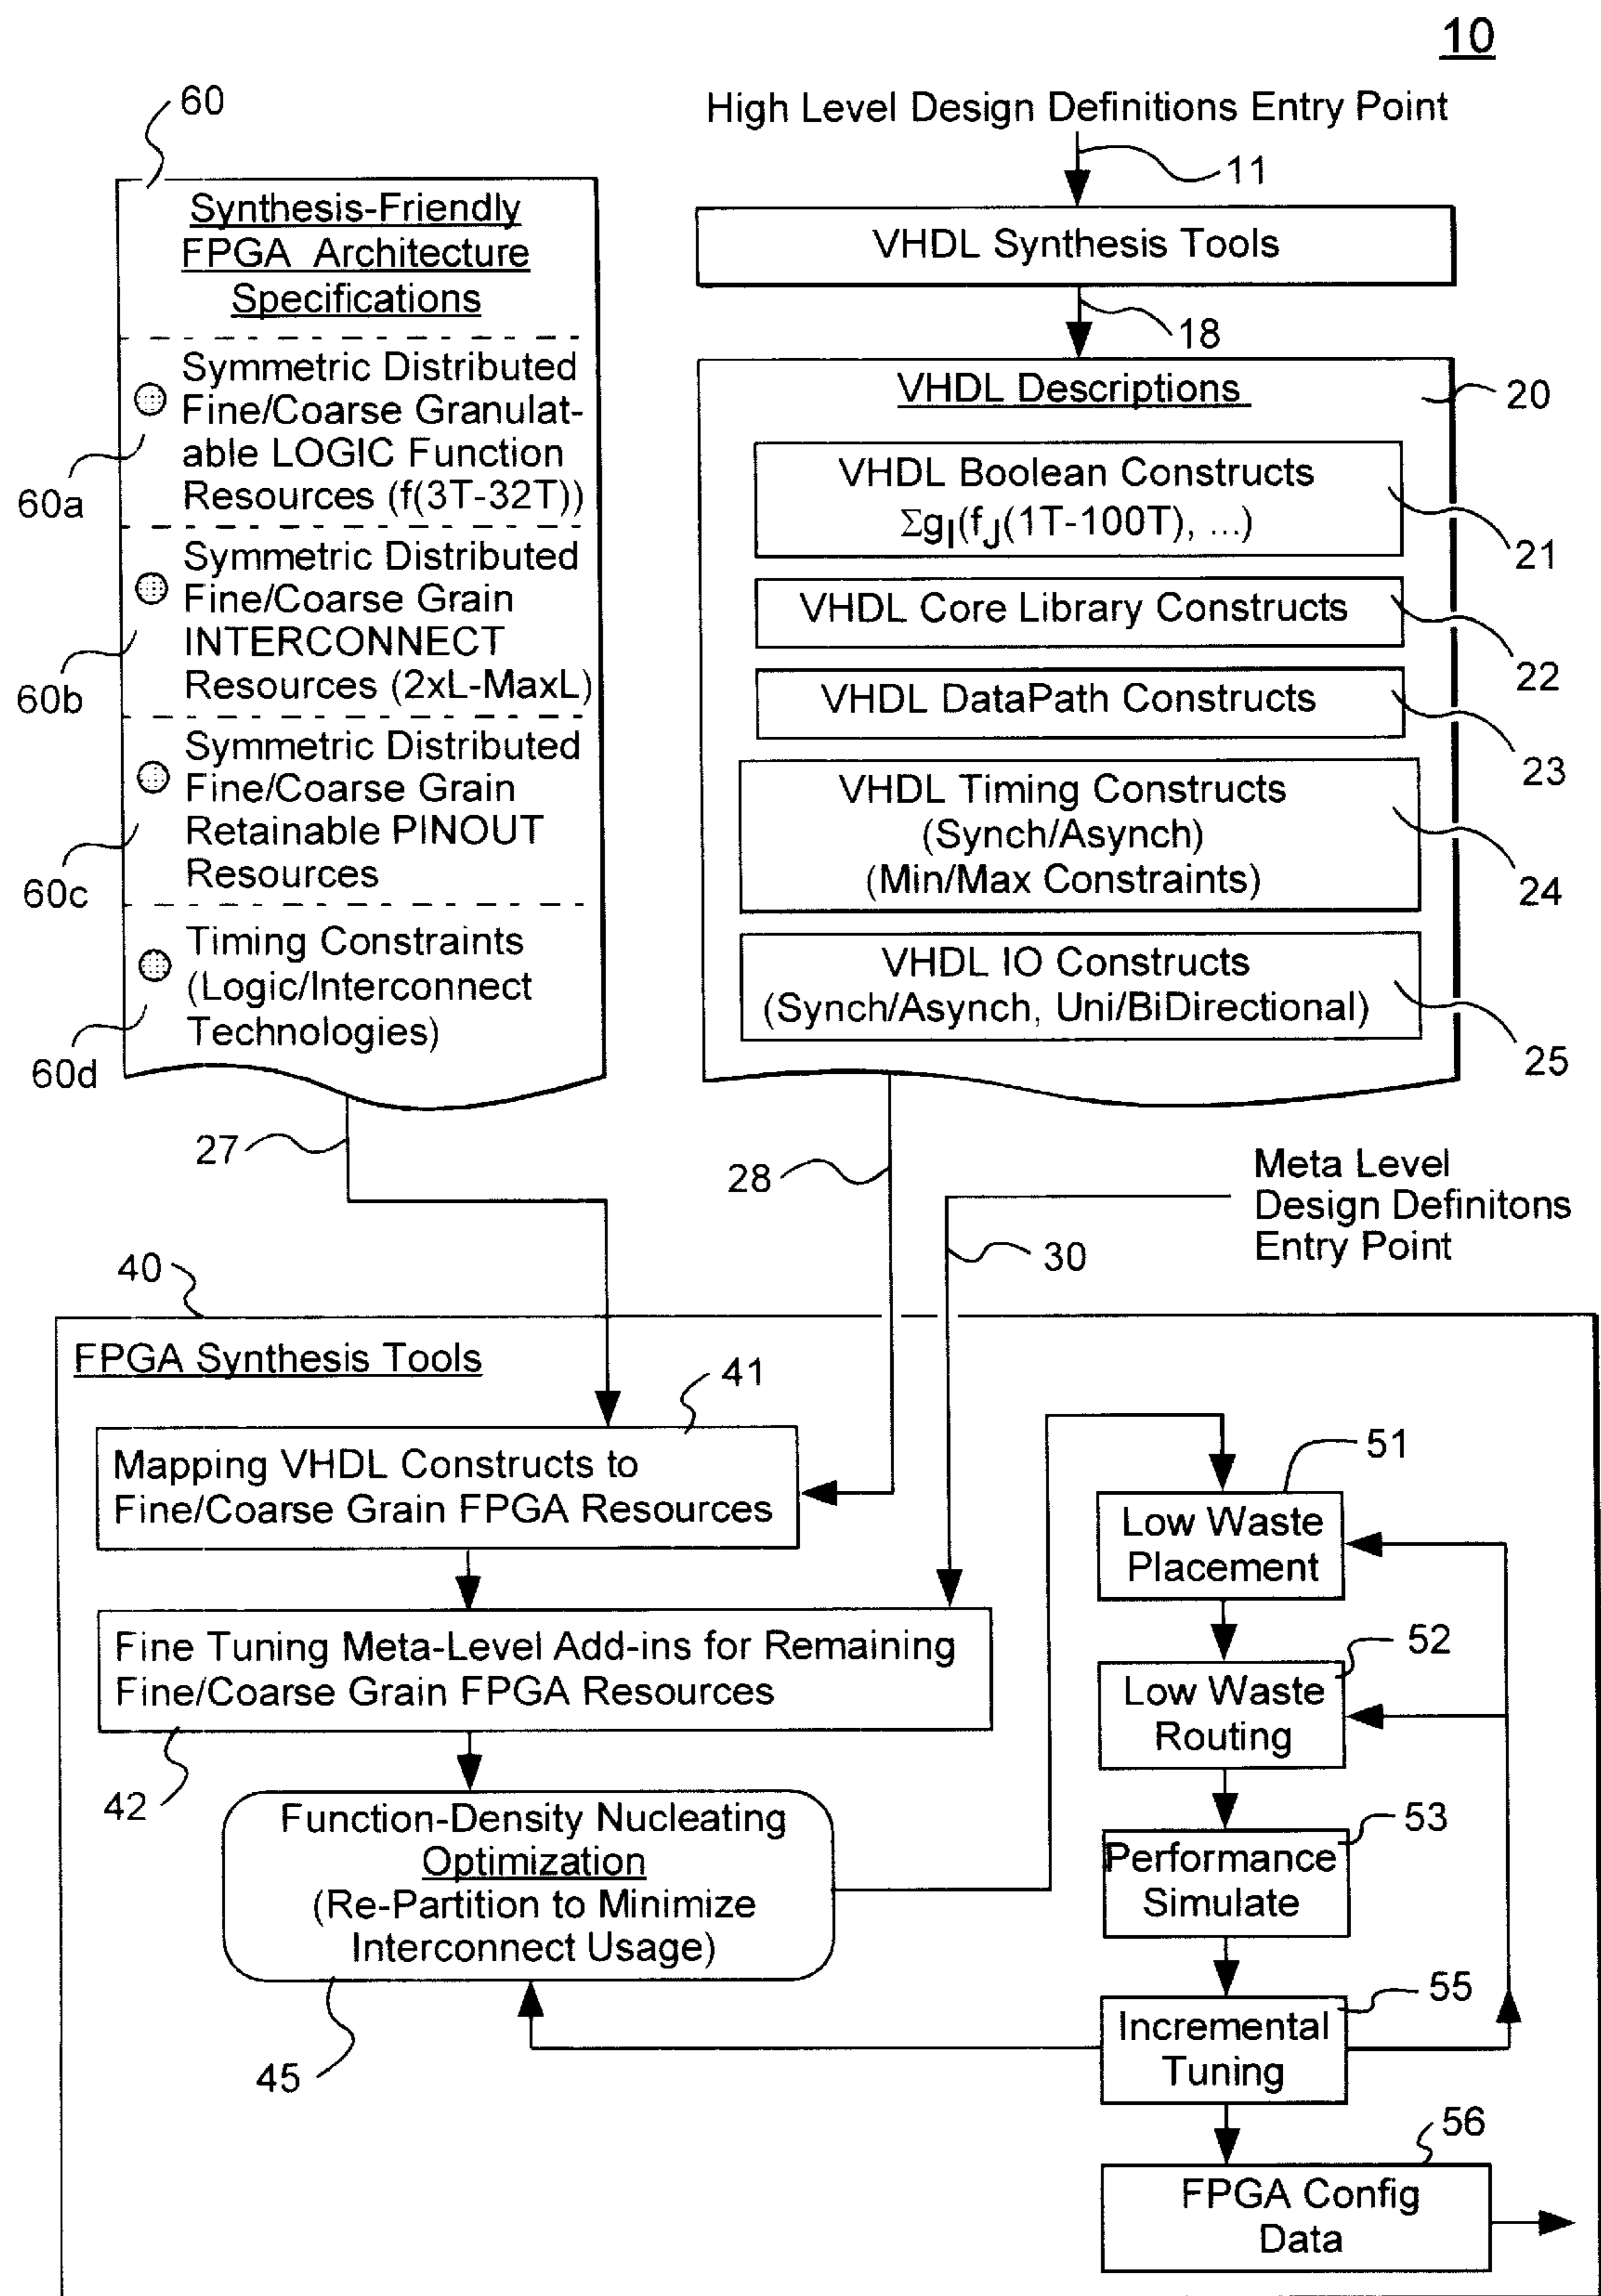 10
High Level Design Definitions Entry Point
11
VHDL Synthesis Tools
18
60
Synthesis-Friendly
FPGA Architecture
Specifications
Symmetric Distributed
Fine/Coarse Granulat-
able LOGIC Function
Resources (f(3T-32T))
60a
Symmetric Distributed
Fine/Coarse Grain
INTERCONNECT
Resources (2xL-MaxL)
60b
Symmetric Distributed
Fine/Coarse Grain
Retainable PINOUT
Resources
60c
Timing Constraints
(Logic/Interconnect
Technologies)
60d
VHDL Descriptions
20
VHDL Boolean Constructs
Σg_I(f_J(1T-100T), ...)
21
VHDL Core Library Constructs
22
VHDL DataPath Constructs
23
VHDL Timing Constructs
(Synch/Asynch)
(Min/Max Constraints)
24
VHDL IO Constructs
(Synch/Asynch, Uni/BiDirectional)
25
27
28
Meta Level
Design Definitons
Entry Point
30
40
FPGA Synthesis Tools
41
Mapping VHDL Constructs to
Fine/Coarse Grain FPGA Resources
Fine Tuning Meta-Level Add-ins for Remaining
Fine/Coarse Grain FPGA Resources
42
Function-Density Nucleating
Optimization
(Re-Partition to Minimize
Interconnect Usage)
45
51
Low Waste
Placement
52
Low Waste
Routing
53
Performance
Simulate
55
Incremental
Tuning
56
FPGA Config
Data